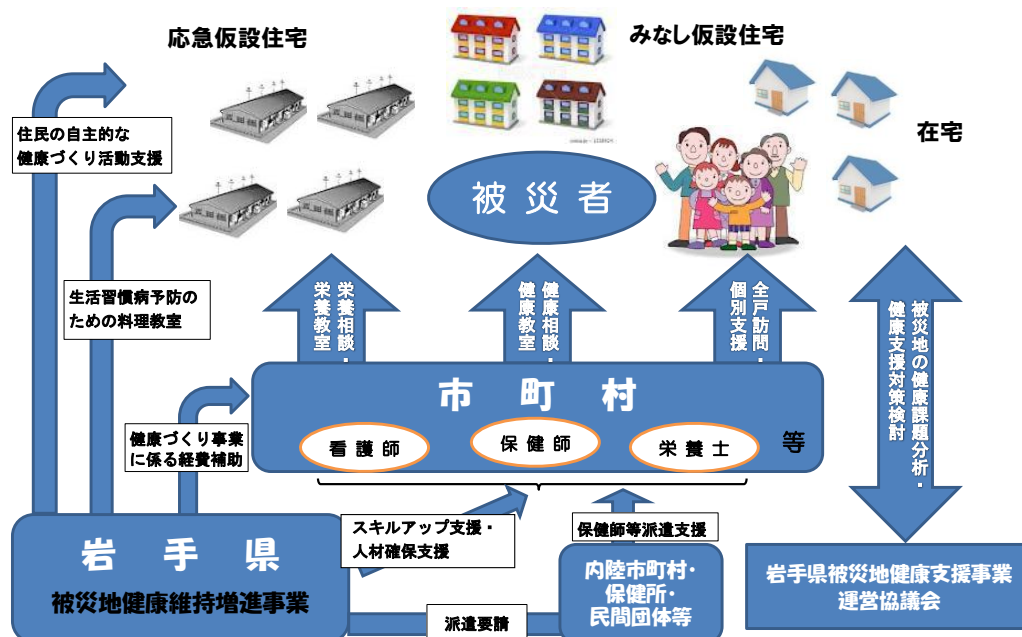 応急仮設住宅
みなし仮設住宅
在宅
住民の自主的な
健康づくり活動支援
被災者
生活習慣病予防の
ための料理教室
栄養相談・
栄養教室
健康相談・
健康教室
全戸訪問・
個別支援
被災地の健康課題分析・
健康支援対策検討
市町村
看護師
保健師
栄養士
等
健康づくり事業
に係る経費補助
スキルアップ支援・
人材確保支援
保健師等派遣支援
岩手県
被災地健康維持増進事業
派遣要請
内陸市町村・
保健所・
民間団体等
岩手県被災地健康支援事業
運営協議会